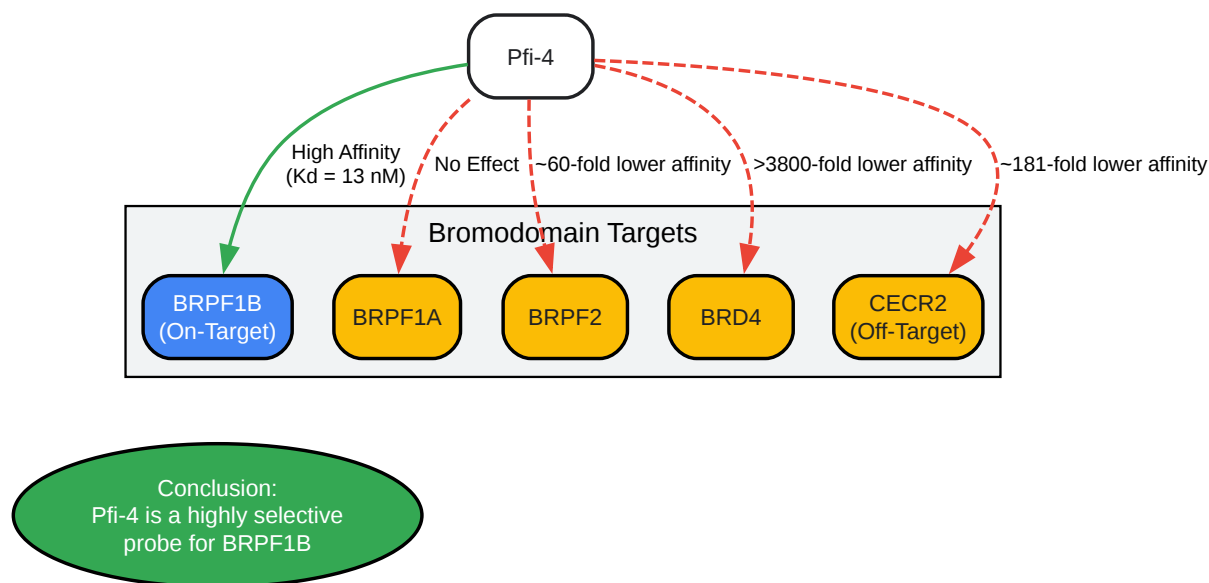 Pfi-4
High Affinity
(Kd = 13 nM)
No Effect
~60-fold lower affinity
>3800-fold lower affinity
~181-fold lower affinity
Bromodomain Targets
BRPF1B
(On-Target)
BRPF1A
BRPF2
BRD4
CECR2
(Off-Target)
Conclusion:
Pfi-4 is a highly selective
probe for BRPF1B